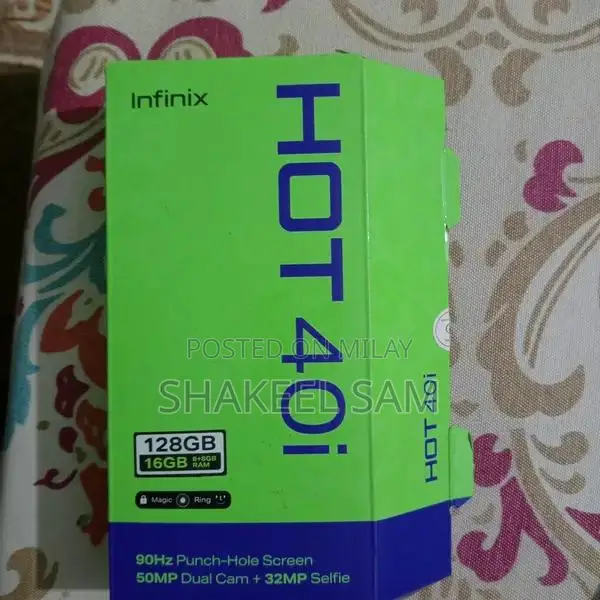 Infinix
HOT 40i
POSTED ON MILAY
SHAKEEL SAM
HOT 40i
128GB
16GB 8+8GB RAM
Magic Ring
90Hz Punch-Hole Screen
50MP Dual Cam + 32MP Selfie